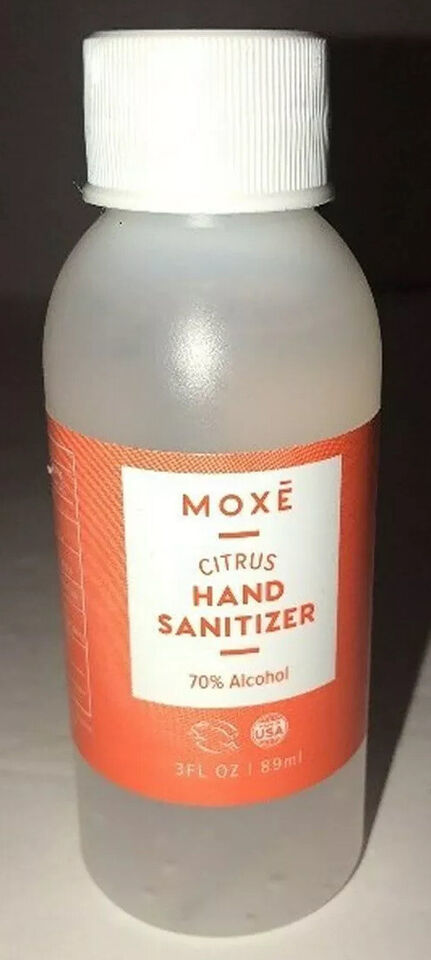 MOXĒ
CITRUS
HAND
SANITIZER
70% Alcohol
USA
3FL OZ | 89ml